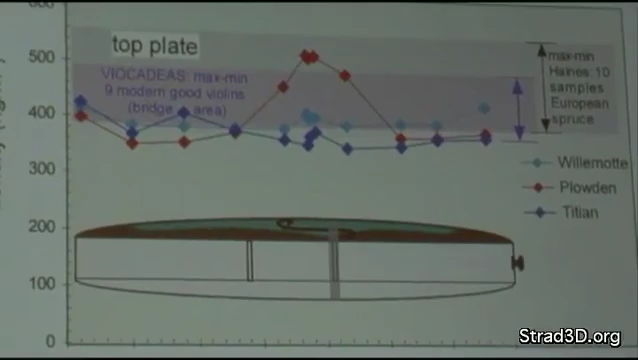 500
top plate
VIOCADEAS: max-min
9 modern good violins
(bridge area)
max-min
Haines: 10
samples
European
spruce
400
300
Willemotte
Plowden
Titian
200
100
0
Strad3D.org